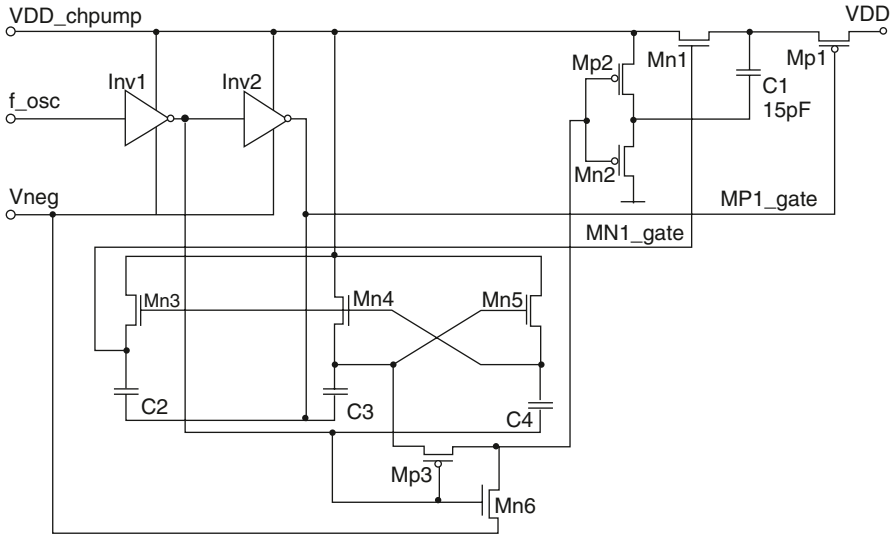 VDD_chpump
VDD
Mp2
Mn1
Mp1
Inv1
Inv2
C1
15pF
f_osc
Mn2
Vneg
MP1_gate
MN1_gate
Mn3
Mn4
Mn5
C2
C3
C4
Mp3
Mn6